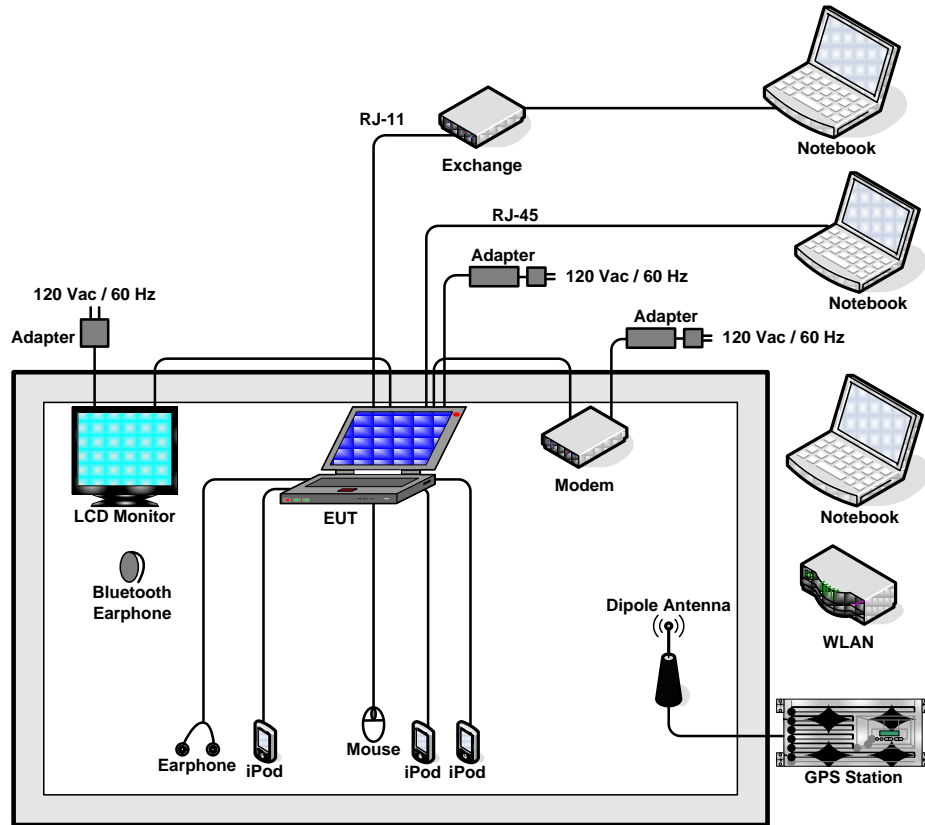 RJ-11
Exchange
Notebook
RJ-45
Adapter
120 Vac / 60 Hz
Notebook
120 Vac / 60 Hz
Adapter
Adapter
120 Vac / 60 Hz
LCD Monitor
EUT
Modem
Notebook
Bluetooth
Earphone
Dipole Antenna
WLAN
Earphone
iPod
Mouse
iPod
iPod
GPS Station